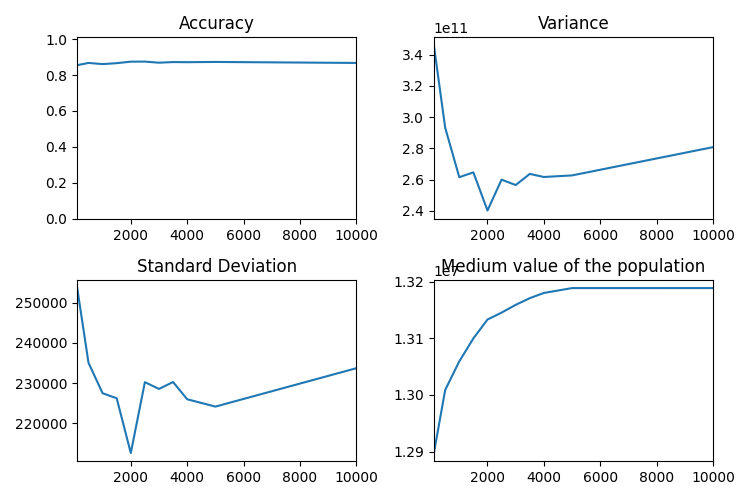 Accuracy
1.0
0.8
0.6
0.4
0.2
0.0
2000 4000 6000 8000 10000
Variance
1e11
3.4
3.2
3.0
2.8
2.6
2.4
2000 4000 6000 8000 10000
Standard Deviation
250000
240000
230000
220000
2000 4000 6000 8000 10000
Medium value of the population
1e7
1.32
1.31
1.30
1.29
2000 4000 6000 8000 10000